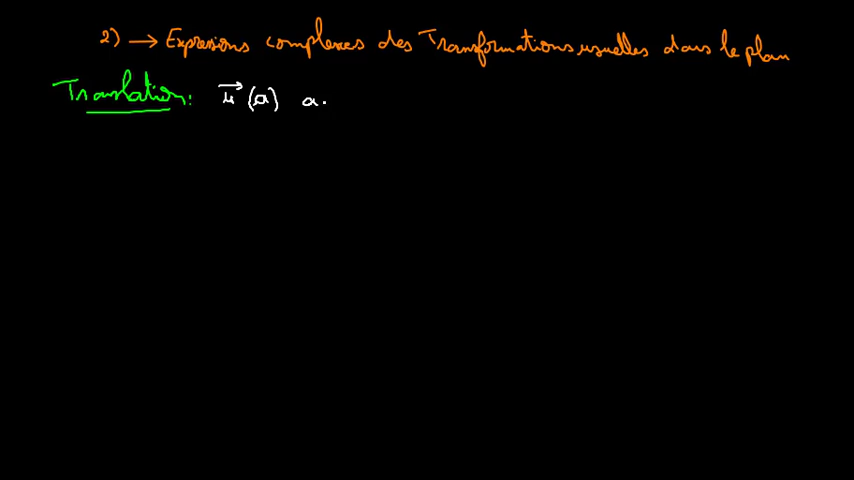 2) → Expressions complexes des Transformations usuelles dans le plan
Translation: u⃗(a) a.